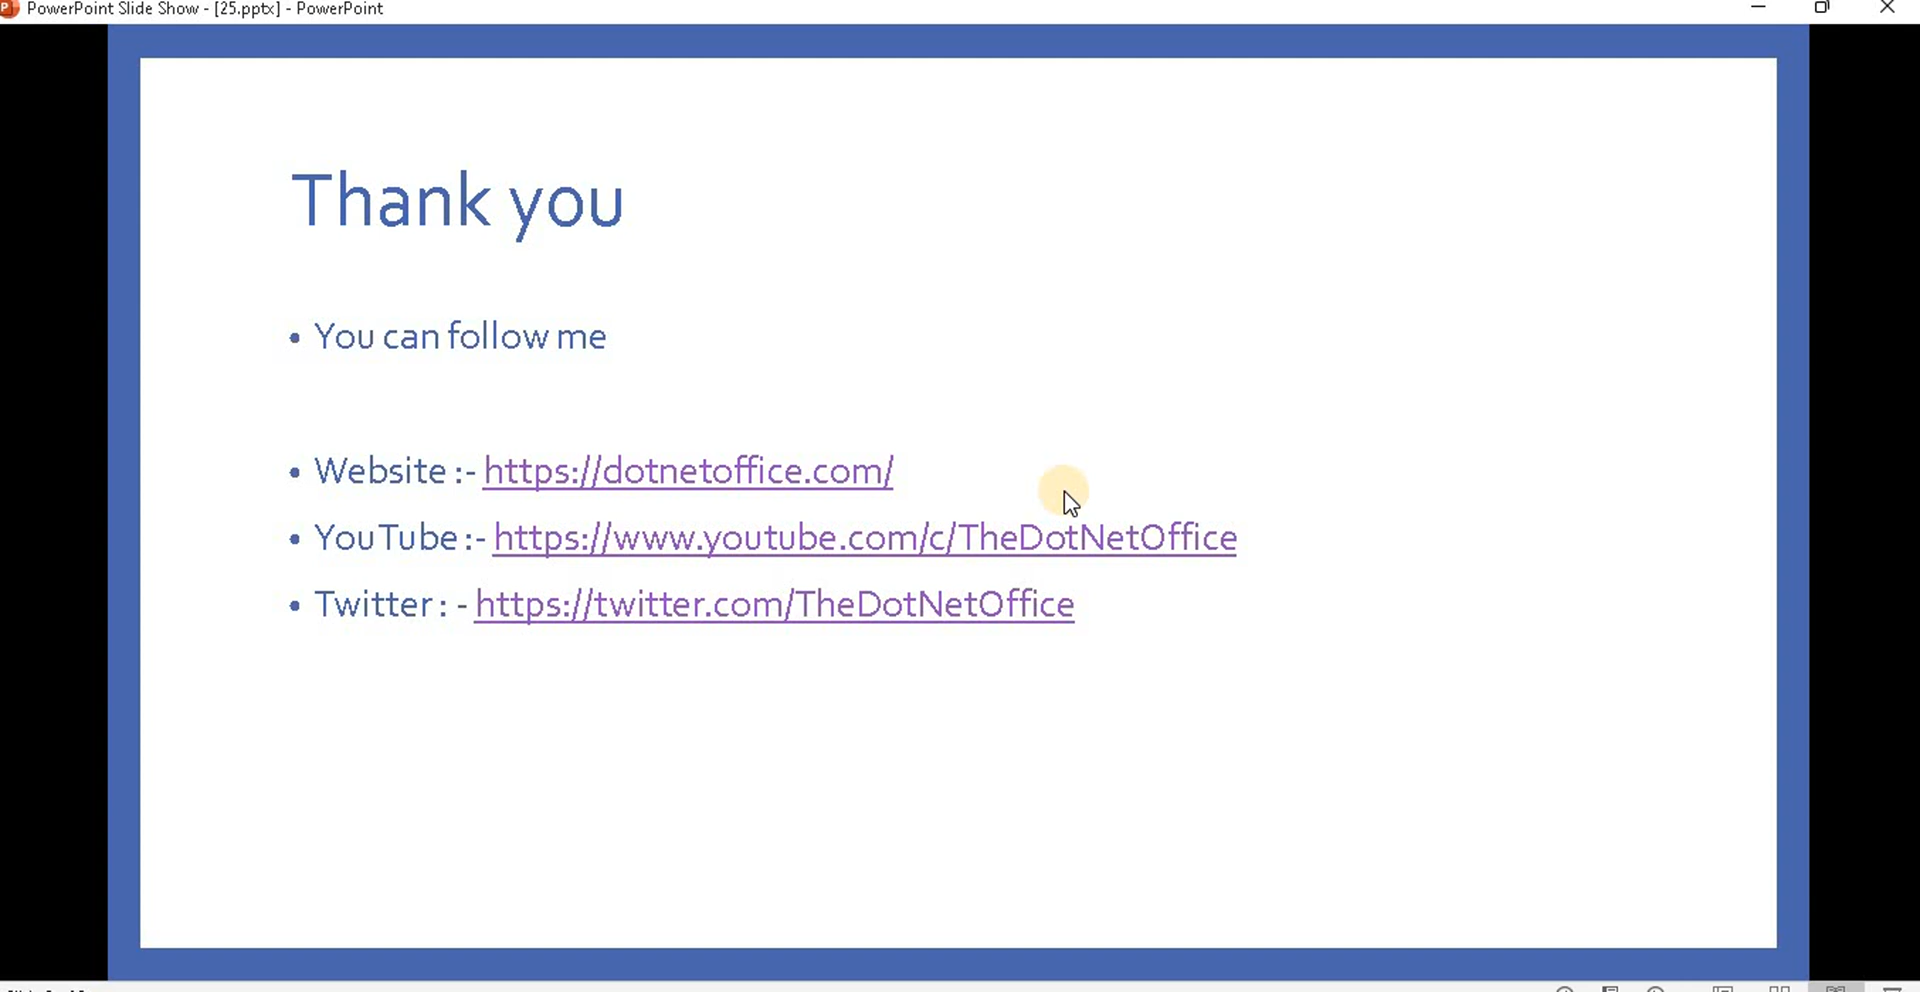 PowerPoint Slide Show - [25.pptx] - PowerPoint
Thank you
• You can follow me
• Website :- https://dotnetoffice.com/
• YouTube :- https://www.youtube.com/c/TheDotNetOffice
• Twitter : - https://twitter.com/TheDotNetOffice